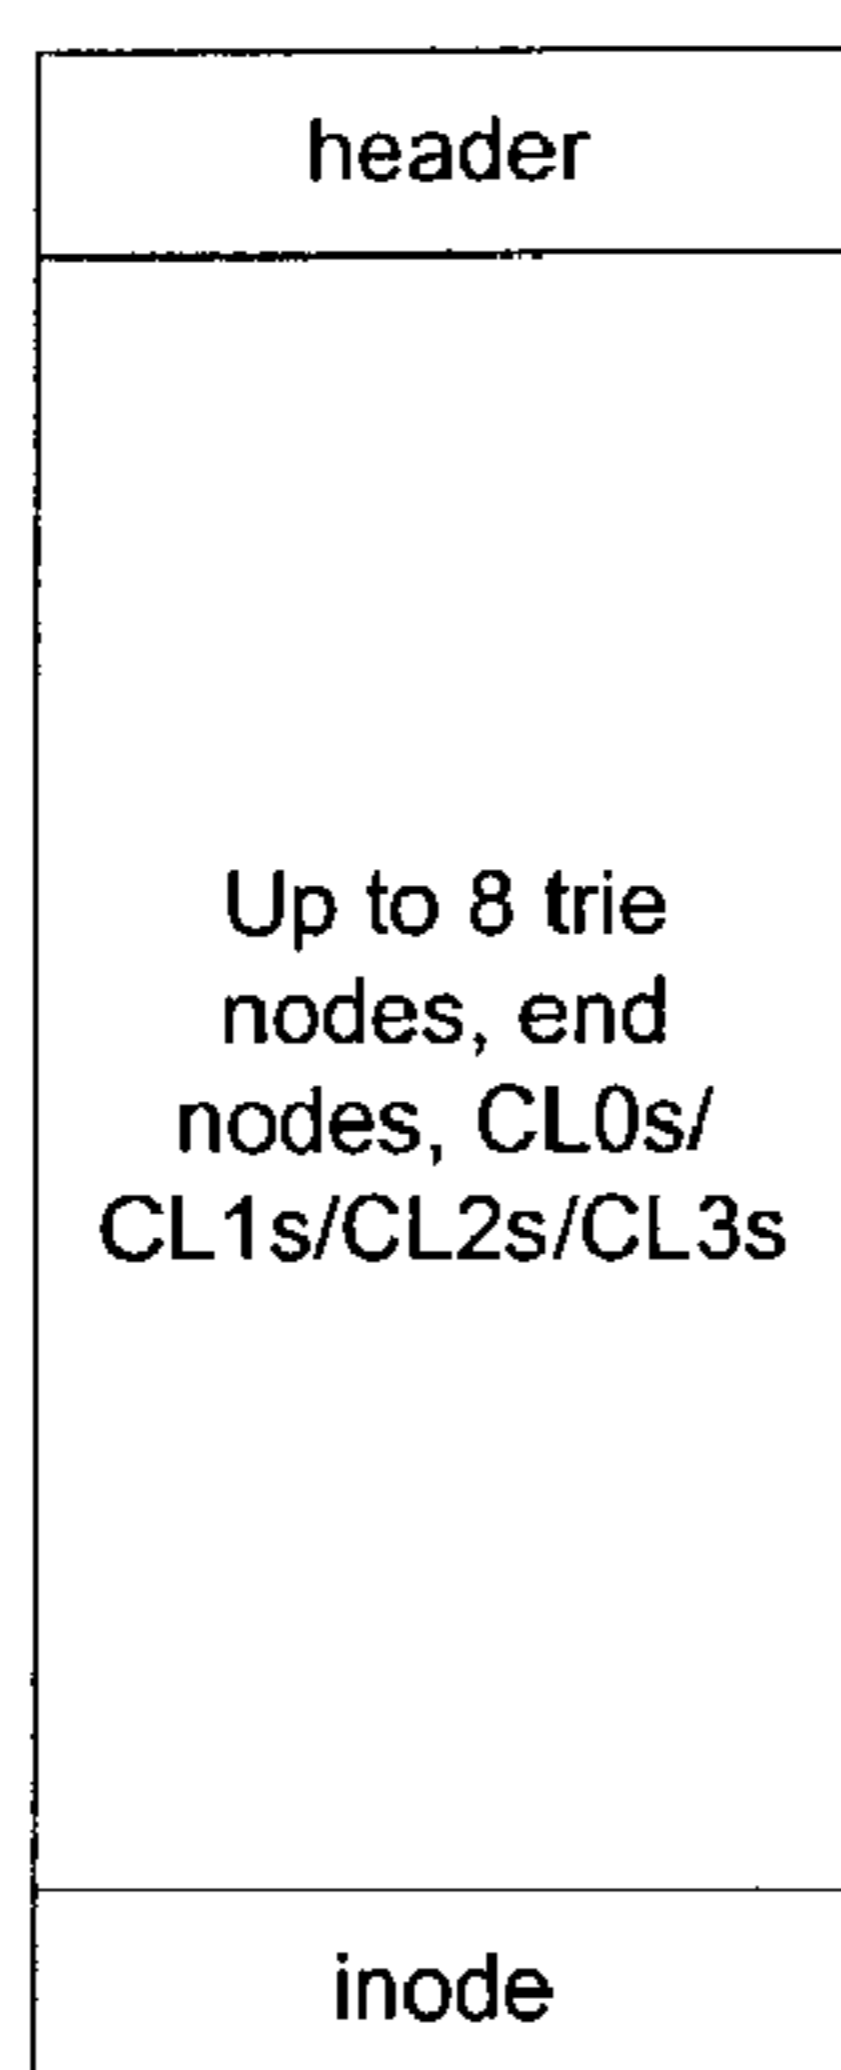 header
Up to 8 trie
nodes, end
nodes, CL0s/
CL1s/CL2s/CL3s
inode